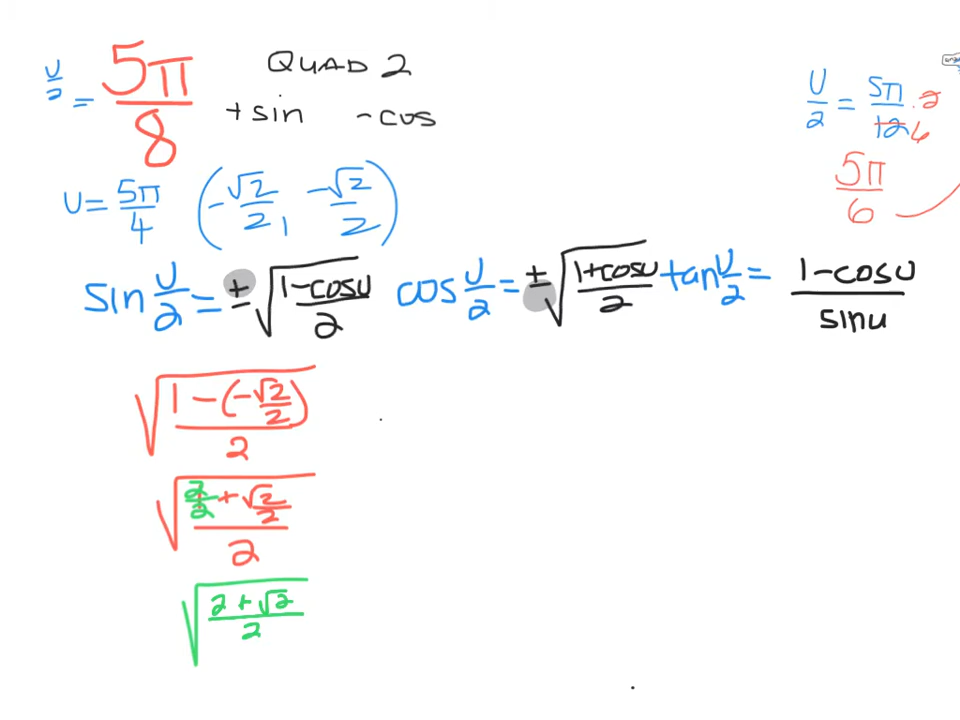 u/2 = 5π/8
QUAD 2
+sin -cos
u = 5π/4 (-√2/2, -√2/2)
sin u/2 = ±√((1-cosu)/2) cos u/2 = ±√((1+cosu)/2) tan u/2 = (1-cosu)/sinu
√((1-(-√2/2))/2)
√((2/2+√2/2)/2)
√((2+√2)/2)
u/2 = 5π/12 · 2
6
5π/6